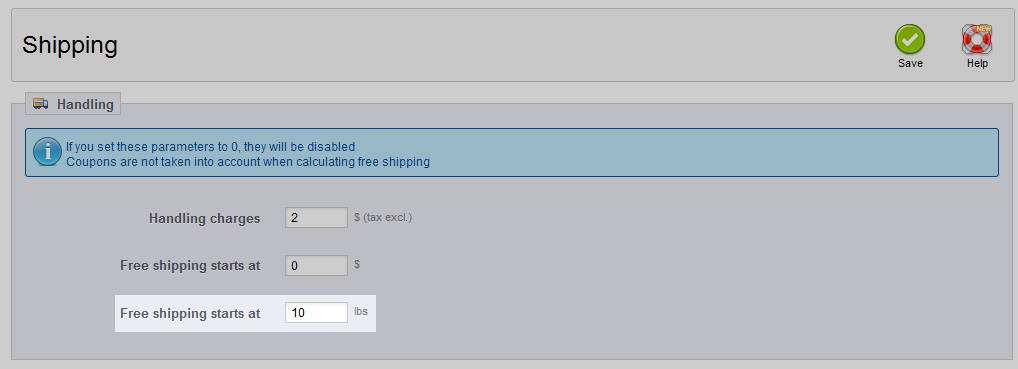 Shipping
Save
Help
Handling
If you set these parameters to 0, they will be disabled
Coupons are not taken into account when calculating free shipping
Handling charges 2 $ (tax excl.)
Free shipping starts at 0 $
Free shipping starts at 10 lbs